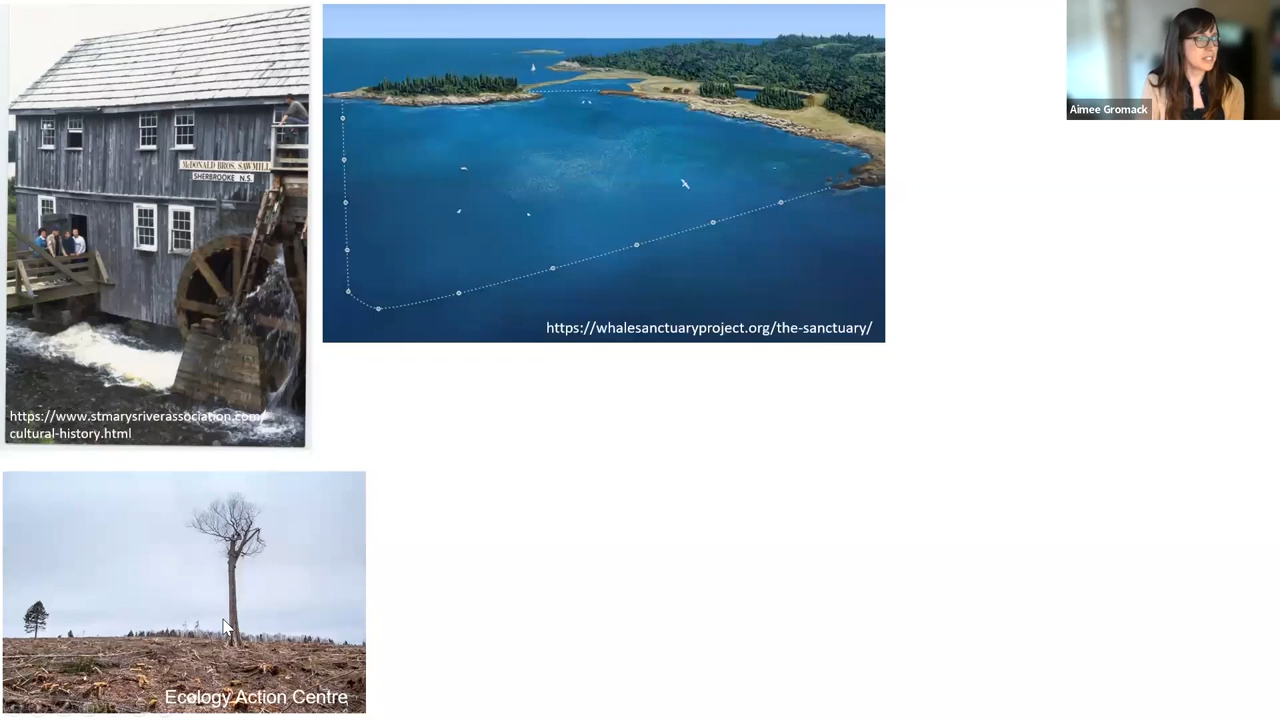 McDONALD BROS. SAWMILL
SHERBROOKE N.S.
https://www.stmarysriverassociation.com/
cultural-history.html
https://whalesanctuaryproject.org/the-sanctuary/
Aimee Gromack
Ecology Action Centre